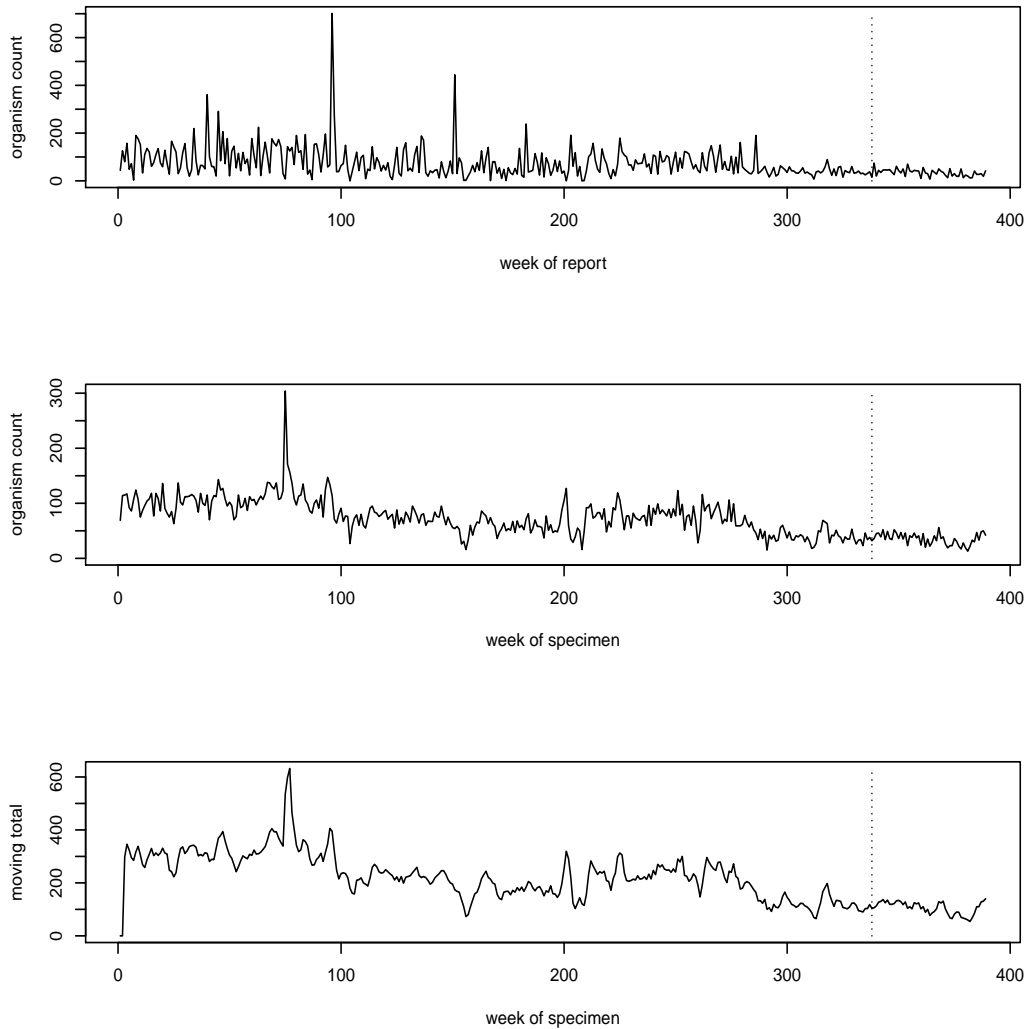 organism count
600
400
200
0
0 100 200 300 400
week of report
organism count
300
200
100
0
0 100 200 300 400
week of specimen
moving total
600
400
200
0
0 100 200 300 400
week of specimen